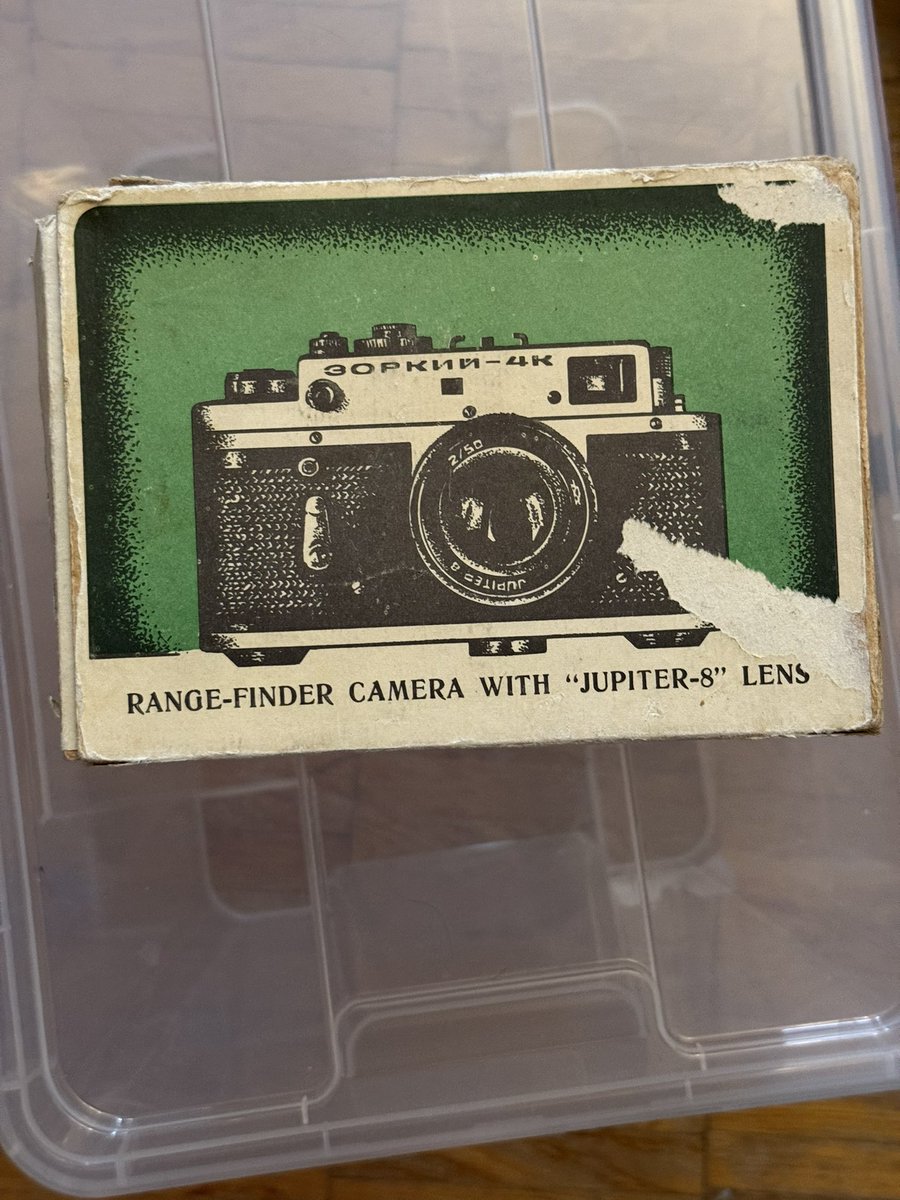 ЗОРКИЙ-4К
2/50
JUPITER 8
RANGE-FINDER CAMERA WITH “JUPITER-8” LENS